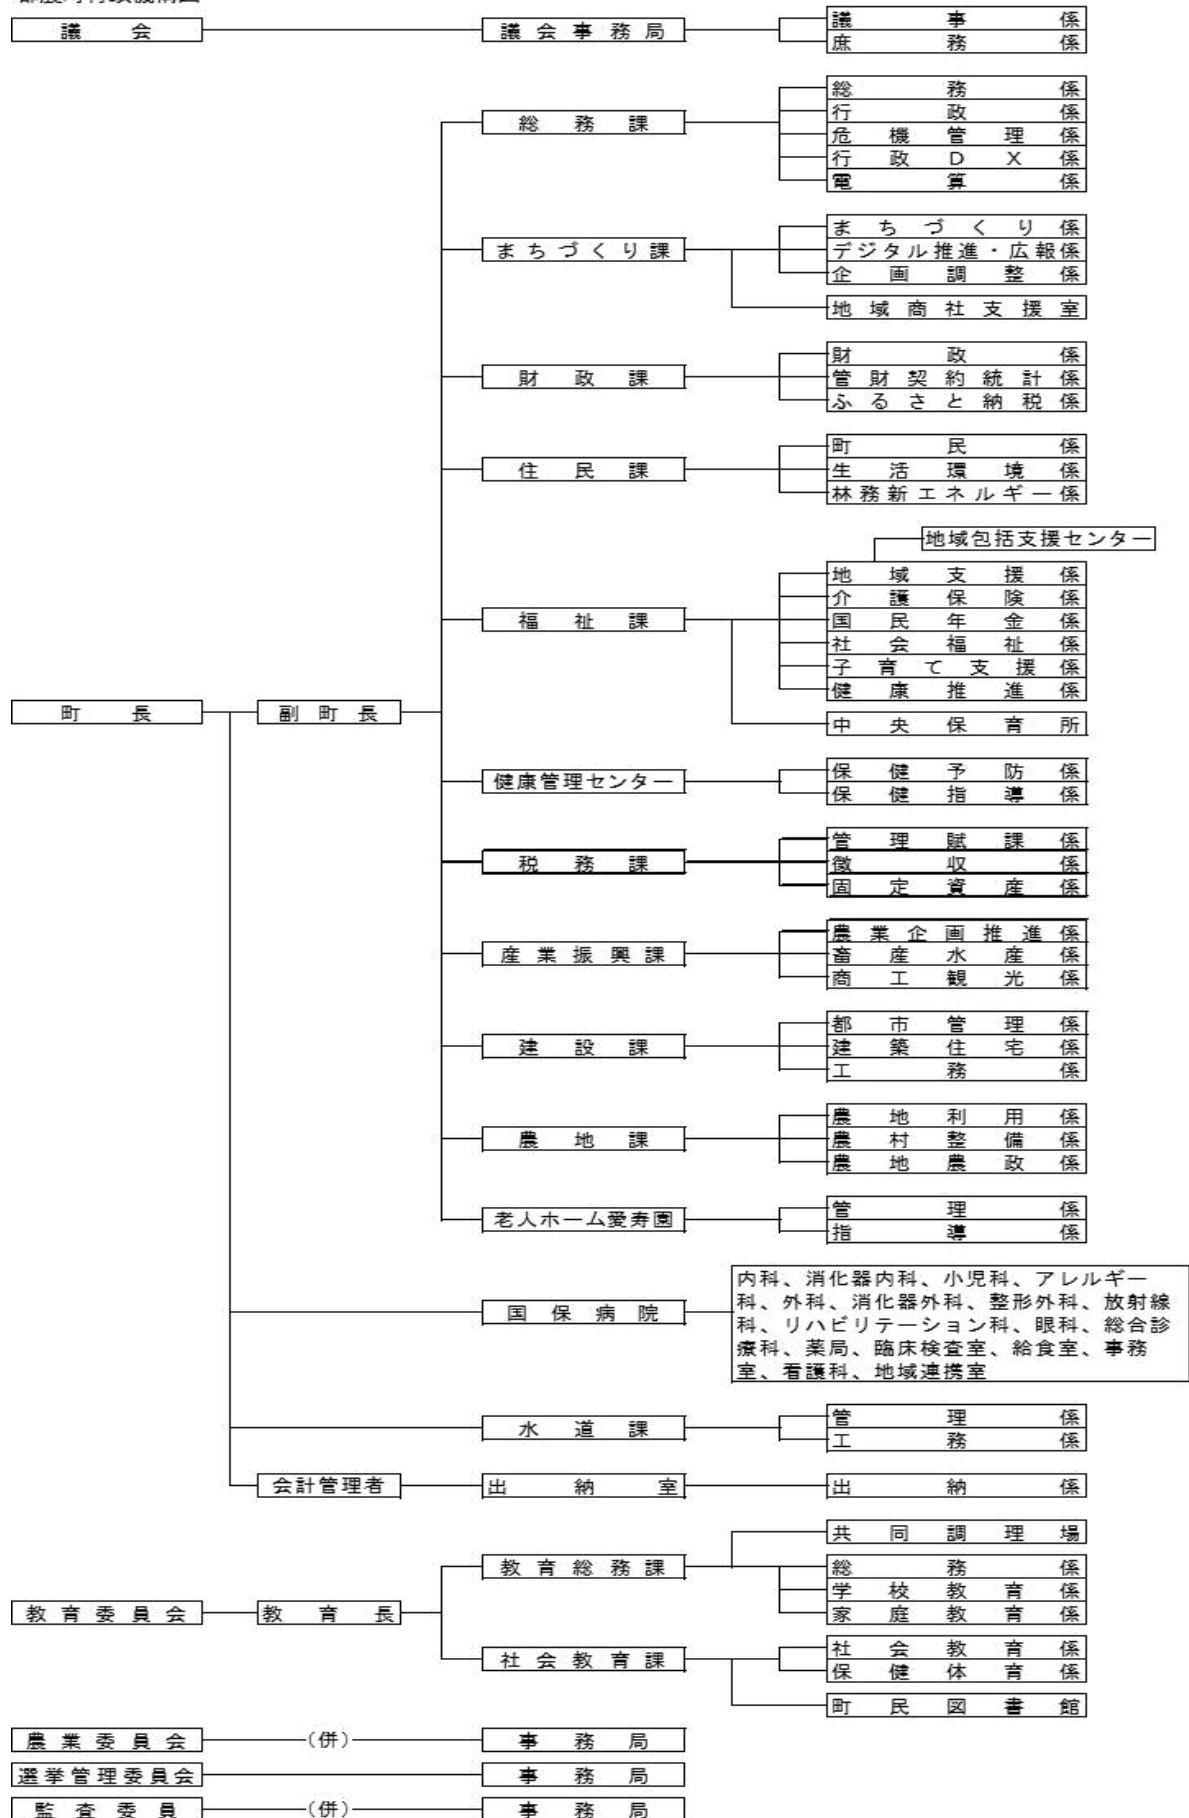 議会
議会事務局
議事係
庶務係
総務課
総務係
行政係
危機管理係
行政DX係
電算係
まちづくり課
まちづくり係
デジタル推進・広報係
企画調整係
地域商社支援室
財政課
財政係
管財契約統計係
ふるさと納税係
住民課
町民係
生活環境係
林務新エネルギー係
地域包括支援センター
福祉課
地域支援係
介護保険係
国民年金係
社会福祉係
子育て支援係
健康推進係
中央保育所
町長
副町長
健康管理センター
保健予防係
保健指導係
税務課
管理賦課係
徴収係
固定資産係
産業振興課
農業企画推進係
畜産水産係
商工観光係
建設課
都市管理係
建築住宅係
工務係
農地課
農地利用係
農村整備係
農地農政係
老人ホーム愛寿園
管理係
指導係
国保病院
内科、消化器内科、小児科、アレルギー
科、外科、消化器外科、整形外科、放射線
科、リハビリテーション科、眼科、総合診
療科、薬局、臨床検査室、給食室、事務
室、看護科、地域連携室
水道課
管理係
工務係
会計管理者
出納室
出納係
教育委員会
教育長
教育総務課
共同調理場
総務係
学校教育係
家庭教育係
社会教育課
社会教育係
保健体育係
町民図書館
農業委員会
(併)
事務局
選挙管理委員会
事務局
監査委員
(併)
事務局